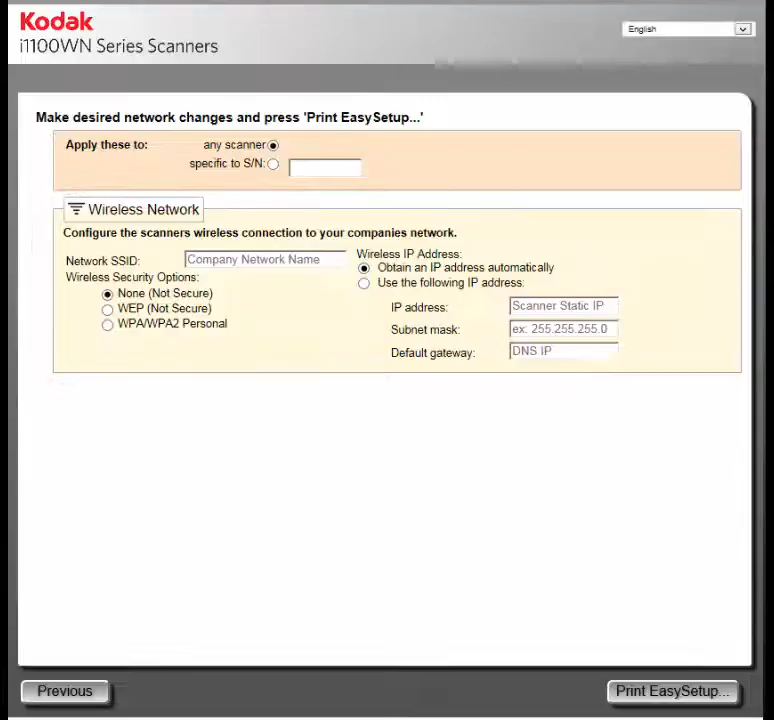 Kodak
i1100WN Series Scanners
English
Make desired network changes and press 'Print EasySetup...'
Apply these to:
any scanner
specific to S/N:
Wireless Network
Configure the scanners wireless connection to your companies network.
Network SSID:
Company Network Name
Wireless Security Options:
None (Not Secure)
WEP (Not Secure)
WPA/WPA2 Personal
Wireless IP Address:
Obtain an IP address automatically
Use the following IP address:
IP address:
Scanner Static IP
Subnet mask:
ex: 255.255.255.0
Default gateway:
DNS IP
Previous
Print EasySetup...